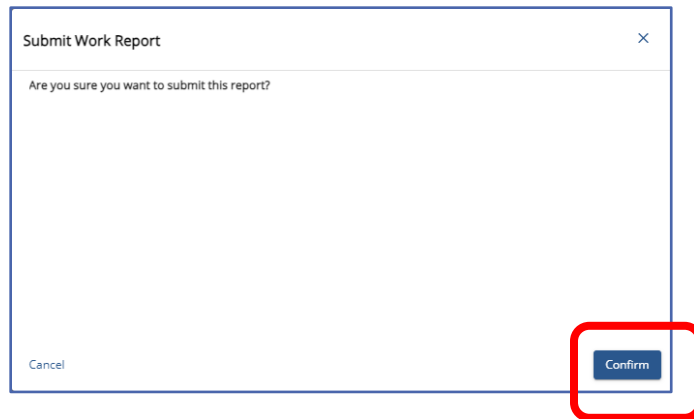 Submit Work Report
Are you sure you want to submit this report?
Cancel
Confirm